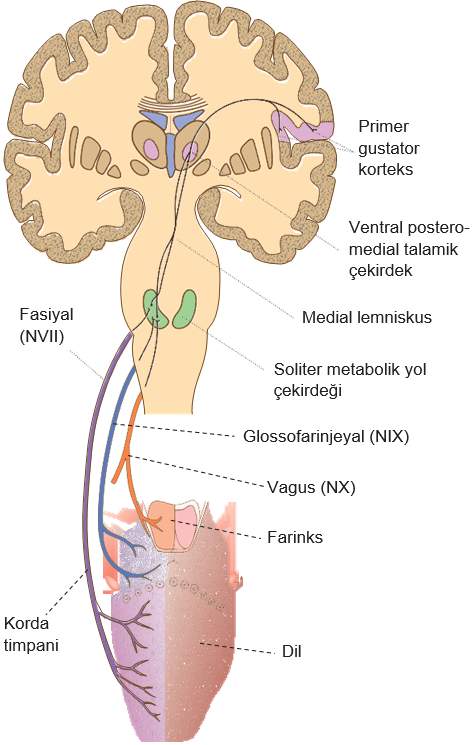 Primer
gustator
korteks
Ventral postero-
medial talamik
çekirdek
Fasiyal
(NVII)
Medial lemniskus
Soliter metabolik yol
çekirdeği
Glossofarinjeyal (NIX)
Vagus (NX)
Farinks
Korda
timpani
Dil